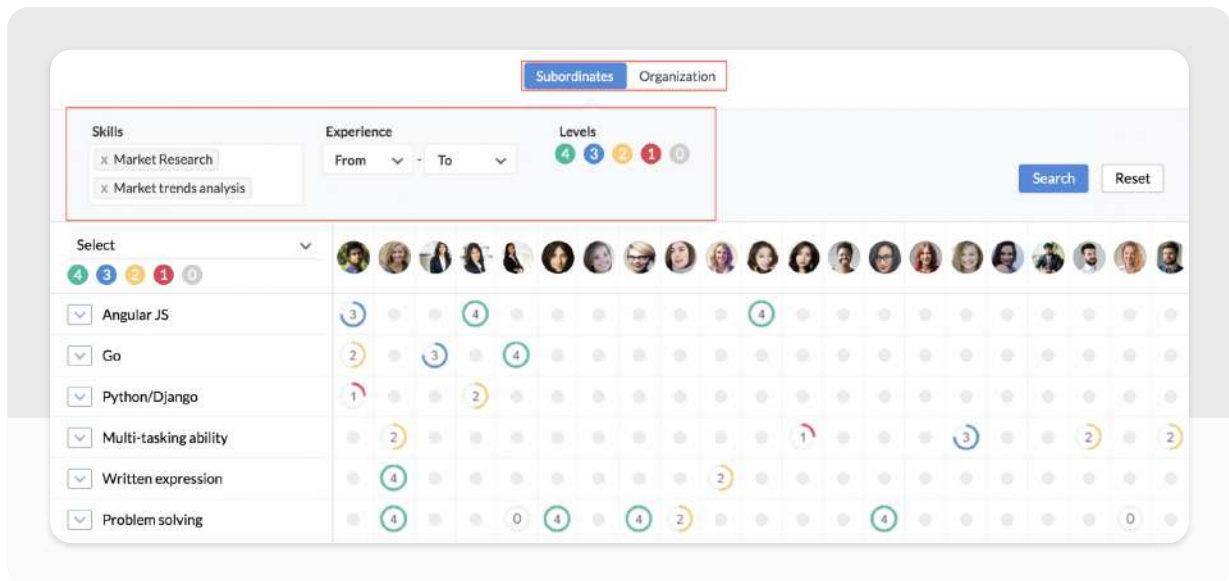 Subordinates Organization
Skills Experience Levels
x Market Research From - To 4 3 2 1 0
x Market trends analysis
Search Reset
Select
4 3 2 1 0
Angular JS 3 4 4
Go 2 3 4
Python/Django 1 2
Multi-tasking ability 2 1 3 2 2
Written expression 4 2
Problem solving 4 0 4 4 2 4 0